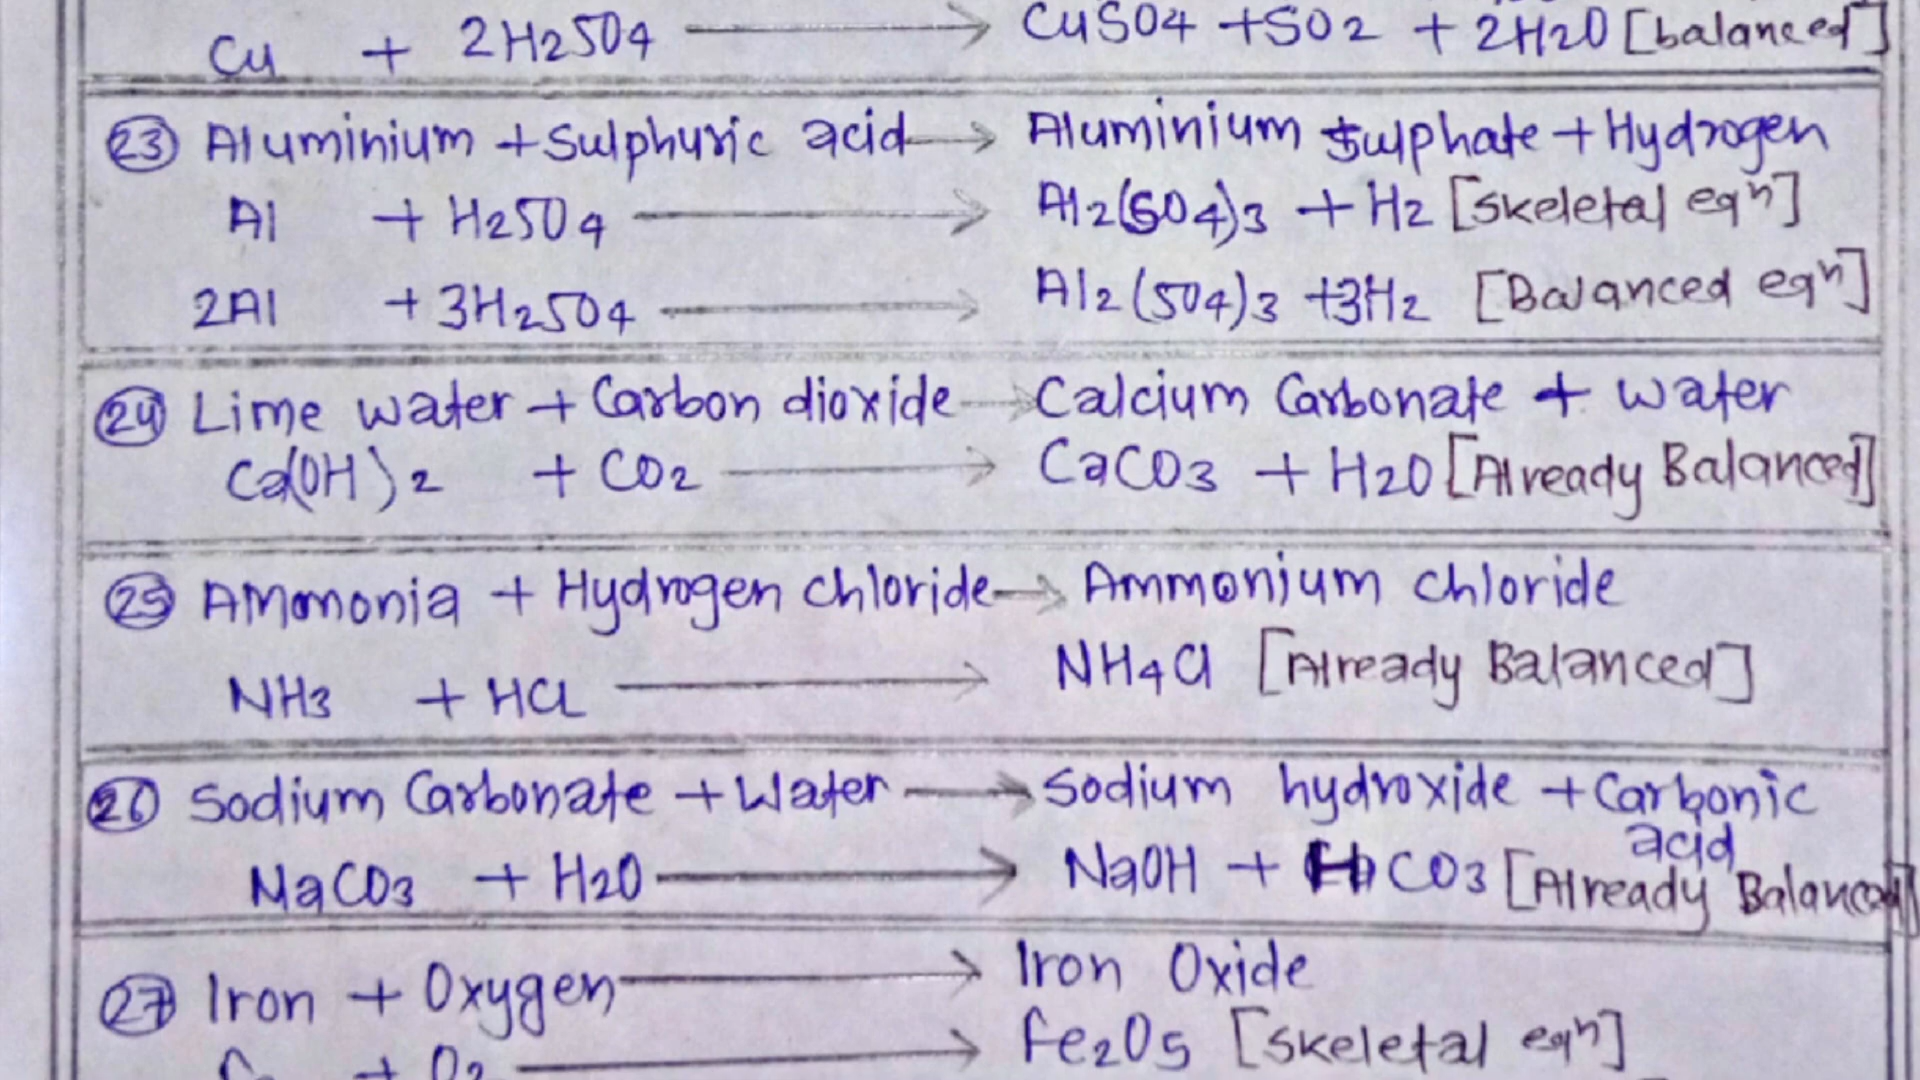 Cu + 2H2SO4 → CuSO4 + SO2 + 2H2O [balanced]
23 Aluminium + Sulphuric acid → Aluminium Sulphate + Hydrogen
Al + H2SO4 → Al2(SO4)3 + H2 [Skeletal eqn]
2Al + 3H2SO4 → Al2(SO4)3 + 3H2 [Balanced eqn]
24 Lime water + Carbon dioxide → Calcium Carbonate + Water
Ca(OH)2 + CO2 → CaCO3 + H2O [Already Balanced]
25 Ammonia + Hydrogen chloride → Ammonium chloride
NH3 + HCl → NH4Cl [Already Balanced]
26 Sodium Carbonate + Water → Sodium hydroxide + Carbonic acid
NaCO3 + H2O → NaOH + CO3 [Already Balanced]
27 Iron + Oxygen → Iron Oxide
+ O2 → Fe2O5 [Skeletal eqn]